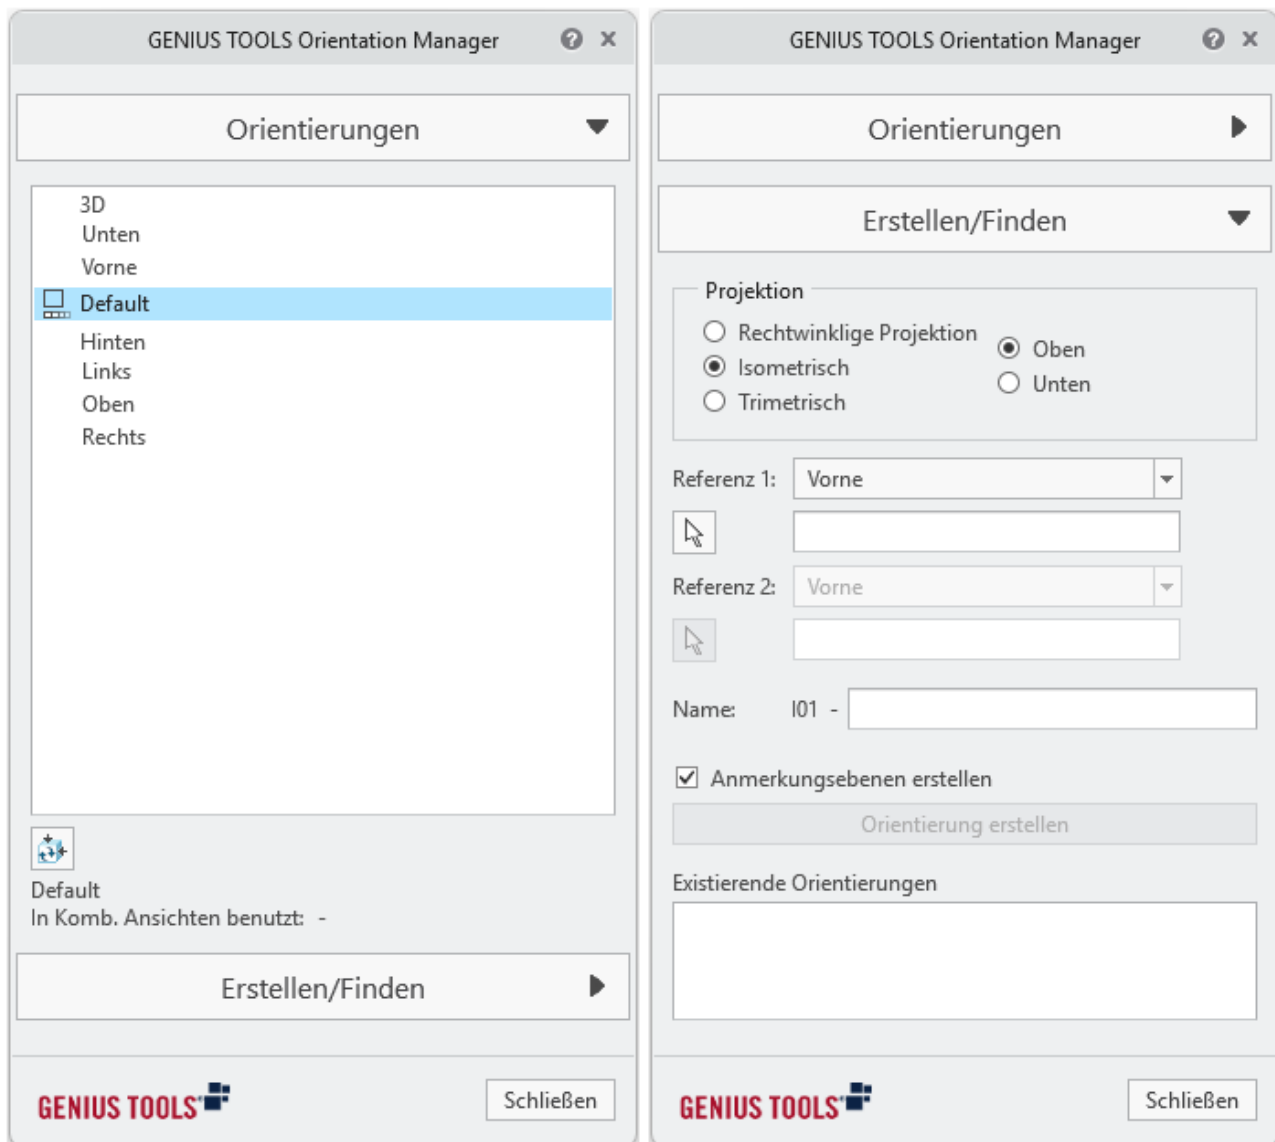 GENIUS TOOLS Orientation Manager
Orientierungen
3D
Unten
Vorne
Default
Hinten
Links
Oben
Rechts
Default
In Komb. Ansichten benutzt: -
Erstellen/Finden
GENIUS TOOLS
Schließen
GENIUS TOOLS Orientation Manager
Orientierungen
Erstellen/Finden
Projektion
Rechtwinklige Projektion
Isometrisch
Trimetrisch
Oben
Unten
Referenz 1: Vorne
Referenz 2: Vorne
Name: I01 -
Anmerkungsebenen erstellen
Orientierung erstellen
Existierende Orientierungen
GENIUS TOOLS
Schließen